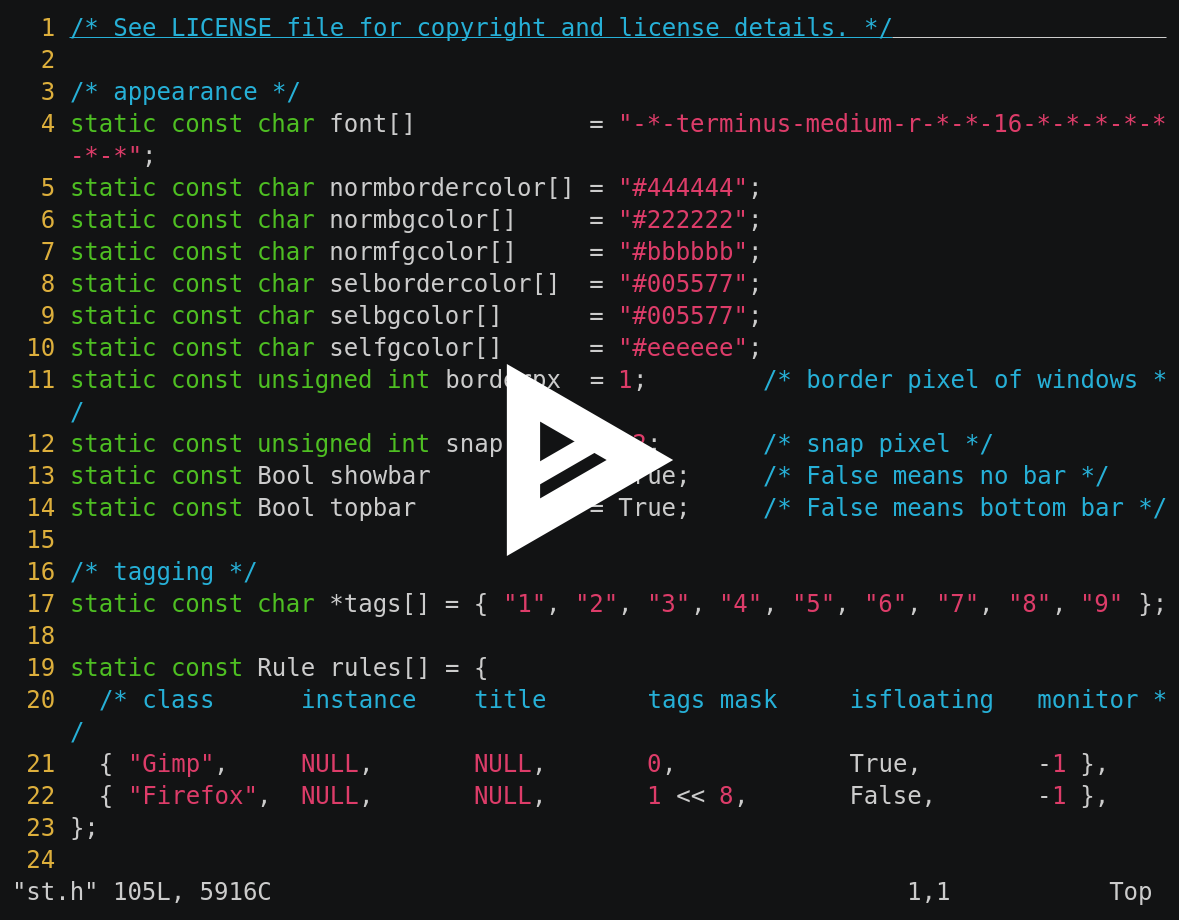 1 /* See LICENSE file for copyright and license details. */
2
3 /* appearance */
4 static const char font[]            = "-*-terminus-medium-r-*-*-16-*-*-*-*-*
-*-*";
5 static const char normbordercolor[] = "#444444";
6 static const char normbgcolor[]     = "#222222";
7 static const char normfgcolor[]     = "#bbbbbb";
8 static const char selbordercolor[]  = "#005577";
9 static const char selbgcolor[]      = "#005577";
10 static const char selfgcolor[]      = "#eeeeee";
11 static const unsigned int borderpx  = 1;        /* border pixel of windows *
/
12 static const unsigned int snap 2;       /* snap pixel */
13 static const Bool showbar True;     /* False means no bar */
14 static const Bool topbar            = True;     /* False means bottom bar */
15
16 /* tagging */
17 static const char *tags[] = { "1", "2", "3", "4", "5", "6", "7", "8", "9" };
18
19 static const Rule rules[] = {
20   /* class      instance    title       tags mask     isfloating   monitor *
/
21   { "Gimp",     NULL,       NULL,       0,            True,        -1 },
22   { "Firefox",  NULL,       NULL,       1 << 8,       False,       -1 },
23 };
24
"st.h" 105L, 5916C                                            1,1           Top